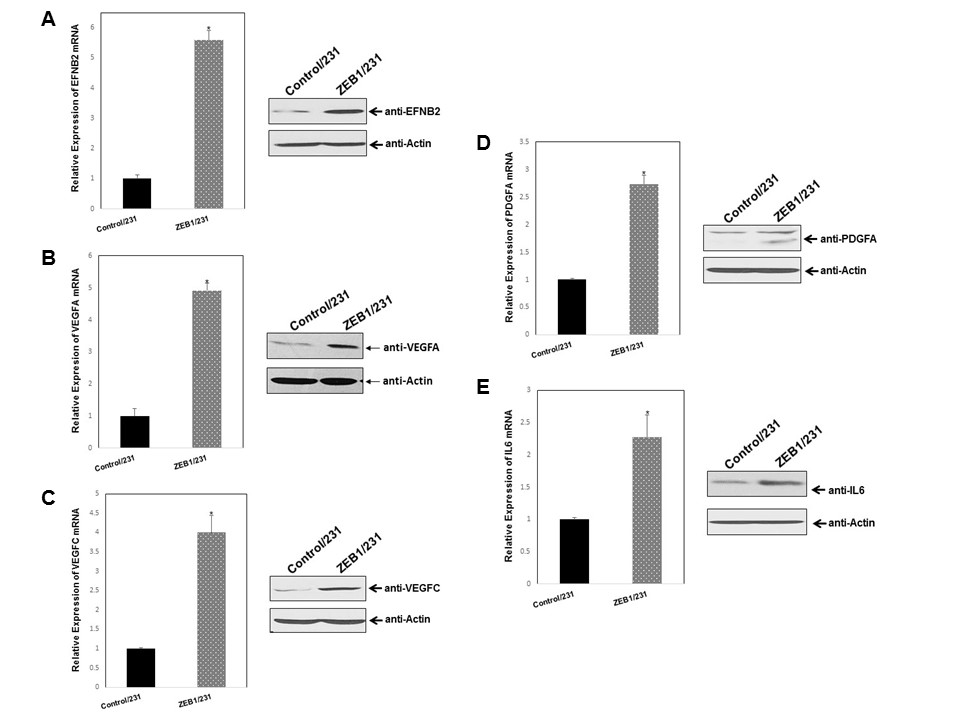 A
Relative Expression of EFNB2 mRNA
6
5
4
3
2
1
0
*
Control/231
ZEB1/231
Control/231
ZEB1/231
anti-EFNB2
anti-Actin
B
Relative Expresion of VEGFA mRNA
6
5
4
3
2
1
0
*
Control/231
ZEB1/231
Control/231
ZEB1/231
anti-VEGFA
anti-Actin
C
Relative Expression of VEGFC mRNA
5
4.5
4
3.5
3
2.5
2
1.5
1
0.5
0
*
Control/231
ZEB1/231
Control/231
ZEB1/231
anti-VEGFC
anti-Actin
D
Relative Expression of PDGFA mRNA
3.5
3
2.5
2
1.5
1
0.5
0
*
Control/231
ZEB1/231
Control/231
ZEB1/231
anti-PDGFA
anti-Actin
E
Relative Expression of IL6 mRNA
3
2.5
2
1.5
1
0.5
0
*
Control/231
ZEB1/231
Control/231
ZEB1/231
anti-IL6
anti-Actin